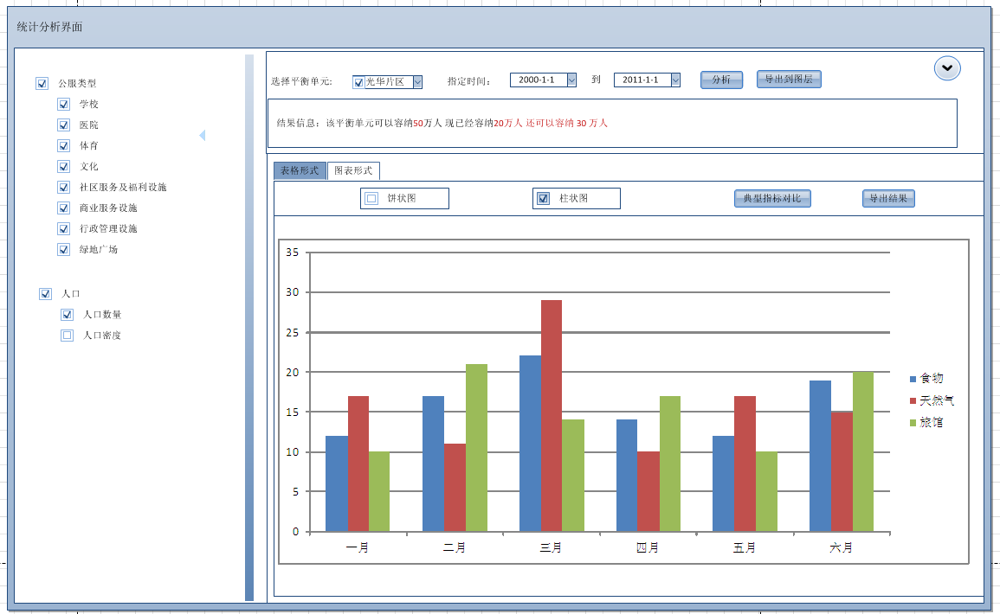 统计分析界面
公服类型
学校
医院
体育
文化
社区服务及福利设施
商业服务设施
行政管理设施
绿地广场
人口
人口数量
人口密度
选择平衡单元: 光华片区 指定时间: 2000-1-1 到 2011-1-1 分析 导出到图层
结果信息: 该平衡单元可以容纳50万人 现已经容纳20万人 还可以容纳 30 万人
表格形式 图表形式
饼状图 柱状图 典型指标对比 导出结果
35
30
25
20
15
10
5
0
一月 二月 三月 四月 五月 六月
食物
天然气
旅馆